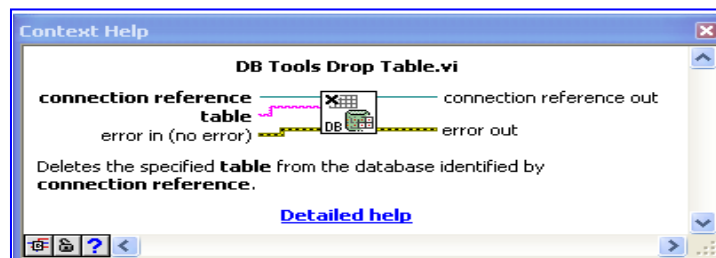 Context Help
DB Tools Drop Table.vi
connection reference
connection reference out
table
DB
error in (no error)
error out
Deletes the specified table from the database identified by
connection reference.
Detailed help
?